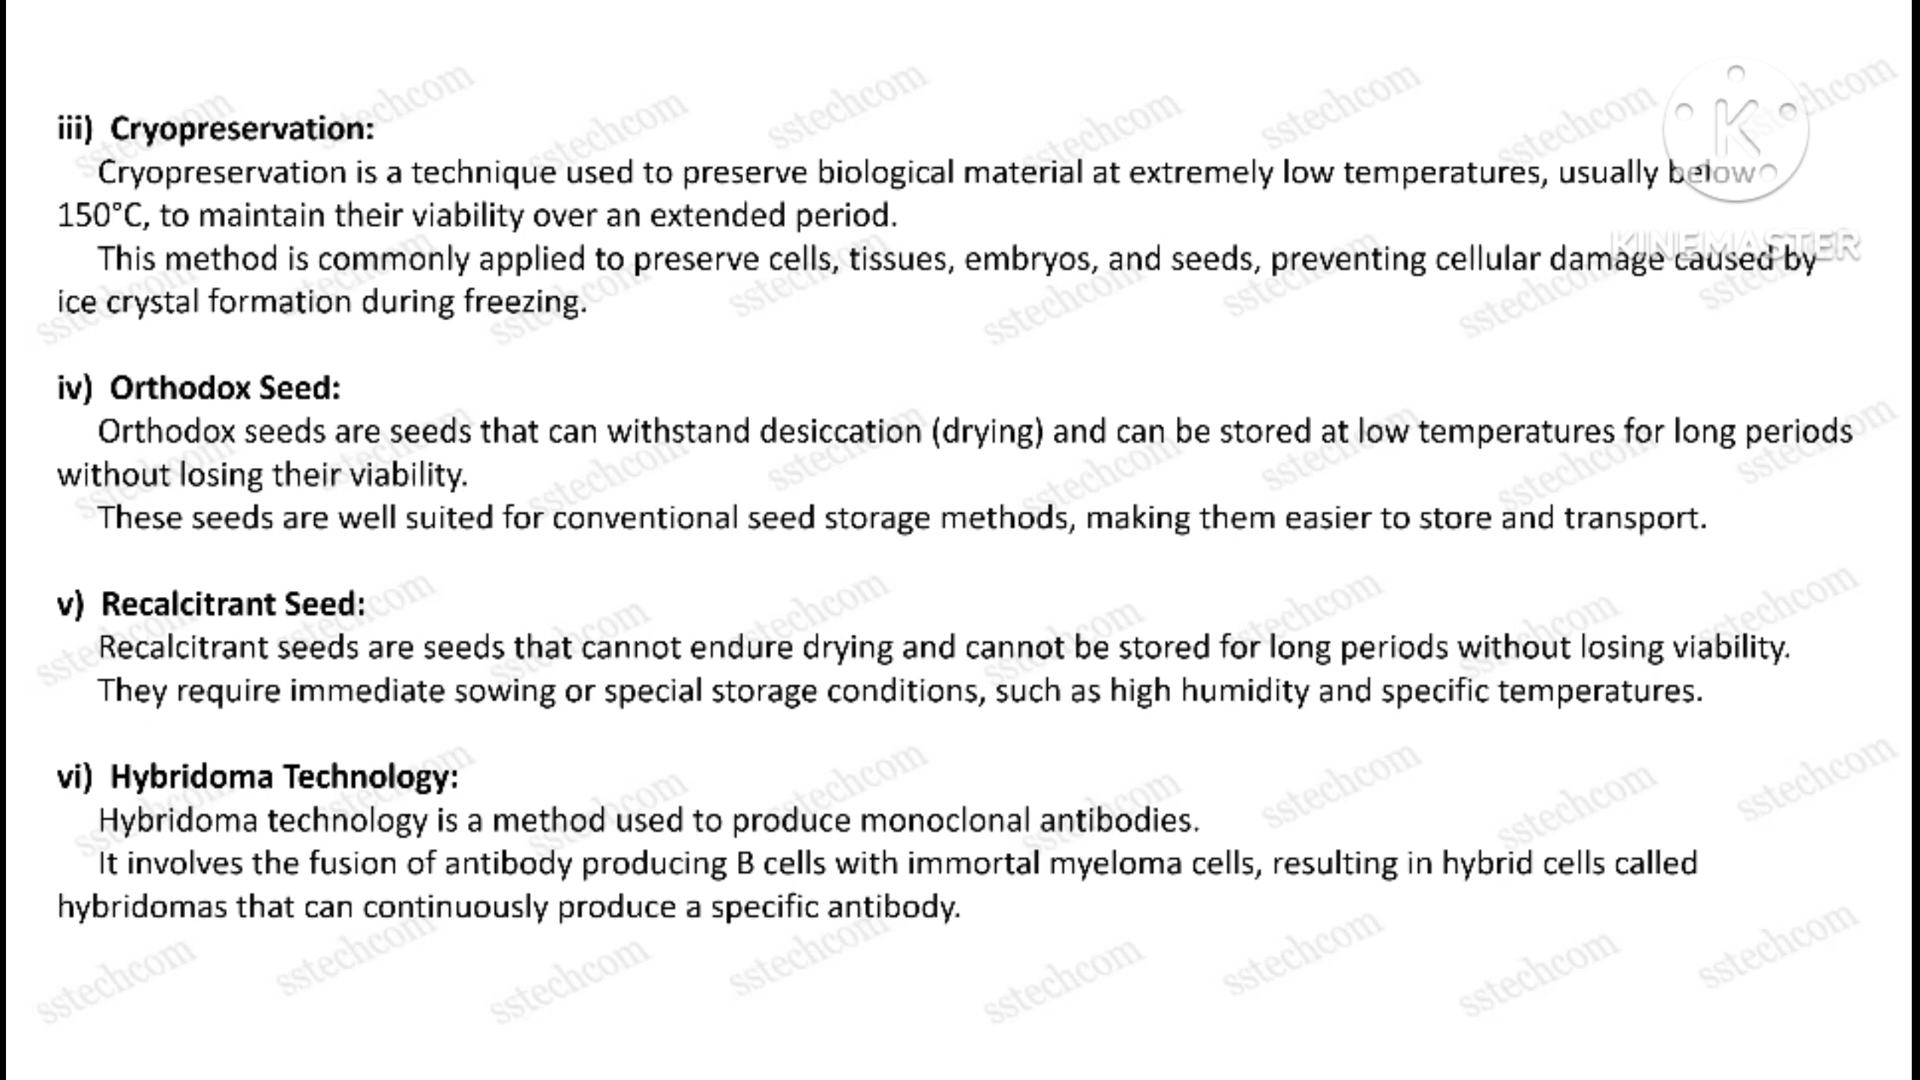 iii) Cryopreservation:
Cryopreservation is a technique used to preserve biological material at extremely low temperatures, usually below
150°C, to maintain their viability over an extended period.
This method is commonly applied to preserve cells, tissues, embryos, and seeds, preventing cellular damage caused by
ice crystal formation during freezing.
iv) Orthodox Seed:
Orthodox seeds are seeds that can withstand desiccation (drying) and can be stored at low temperatures for long periods
without losing their viability.
These seeds are well suited for conventional seed storage methods, making them easier to store and transport.
v) Recalcitrant Seed:
Recalcitrant seeds are seeds that cannot endure drying and cannot be stored for long periods without losing viability.
They require immediate sowing or special storage conditions, such as high humidity and specific temperatures.
vi) Hybridoma Technology:
Hybridoma technology is a method used to produce monoclonal antibodies.
It involves the fusion of antibody producing B cells with immortal myeloma cells, resulting in hybrid cells called
hybridomas that can continuously produce a specific antibody.
K
KINEMASTER
sstechcom